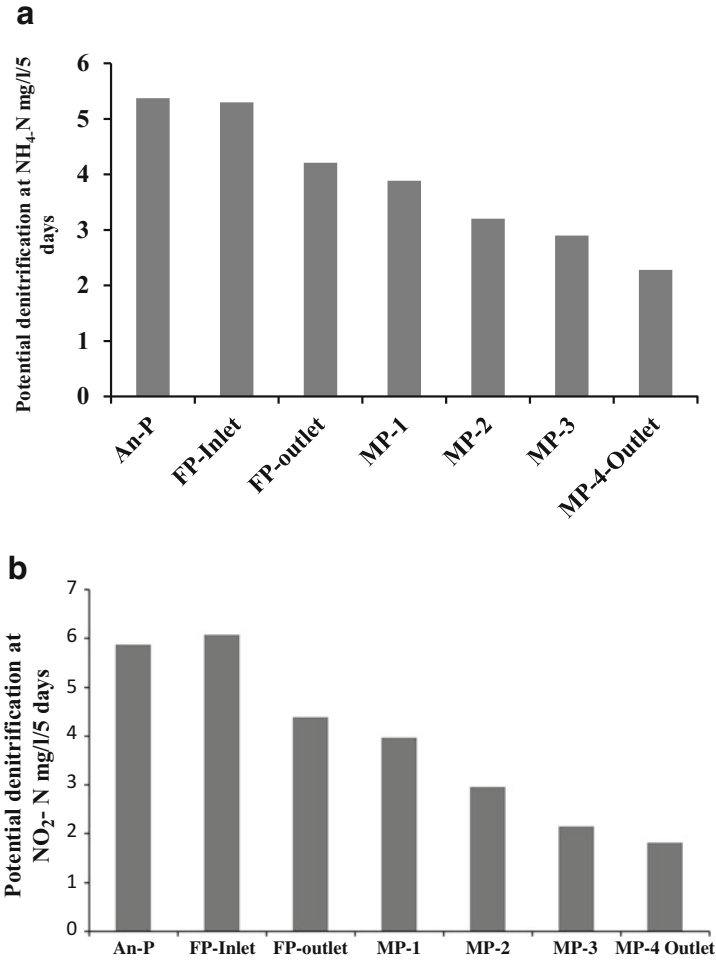 a
Potential denitrification at NH4-N mg/l/5
days
6
5
4
3
2
1
0
An-P
FP-Inlet
FP-outlet
MP-1
MP-2
MP-3
MP-4-Outlet
b
Potential denitrification at
NO2- N mg/l/5 days
7
6
5
4
3
2
1
0
An-P FP-Inlet FP-outlet MP-1 MP-2 MP-3 MP-4 Outlet